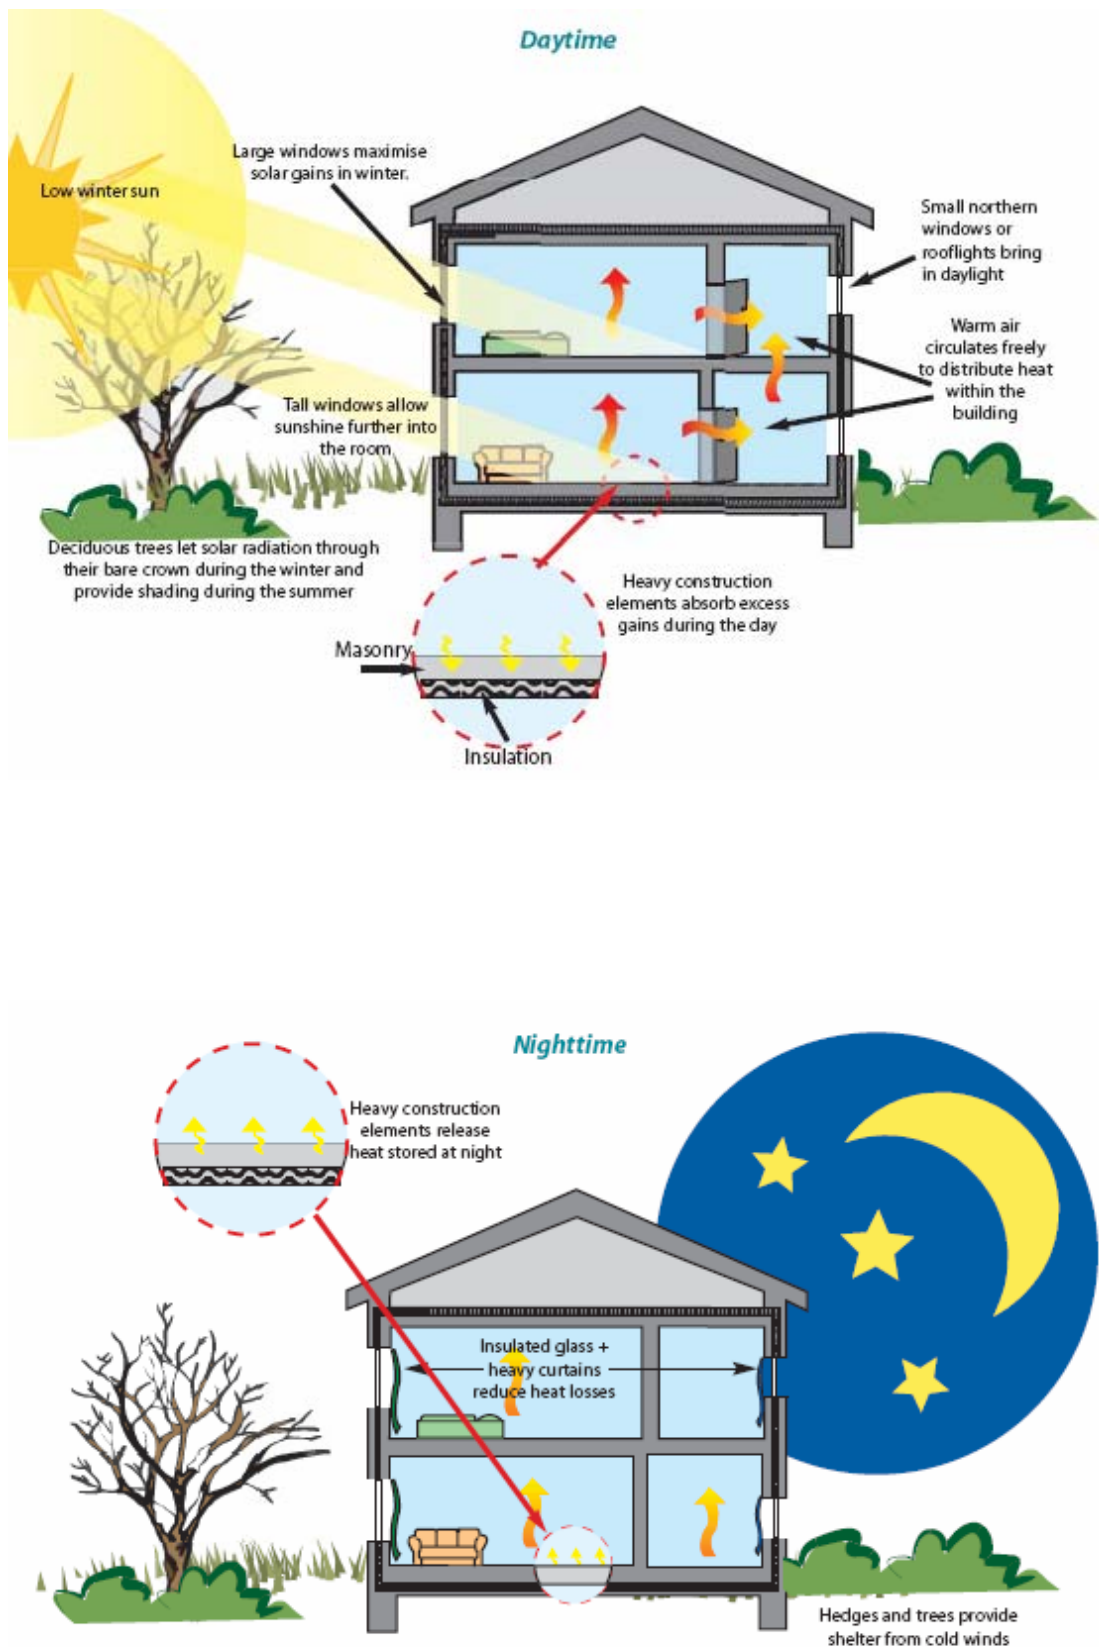 Daytime
Large windows maximise
solar gains in winter.
Low winter sun
Small northern
windows or
rooflights bring
in daylight
Warm air
circulates freely
to distribute heat
within the
building
Tall windows allow
sunshine further into
the room
Deciduous trees let solar radiation through
their bare crown during the winter and
provide shading during the summer
Heavy construction
elements absorb excess
gains during the day
Masonry
Insulation
Nighttime
Heavy construction
elements release
heat stored at night
Insulated glass +
heavy curtains
reduce heat losses
Hedges and trees provide
shelter from cold winds